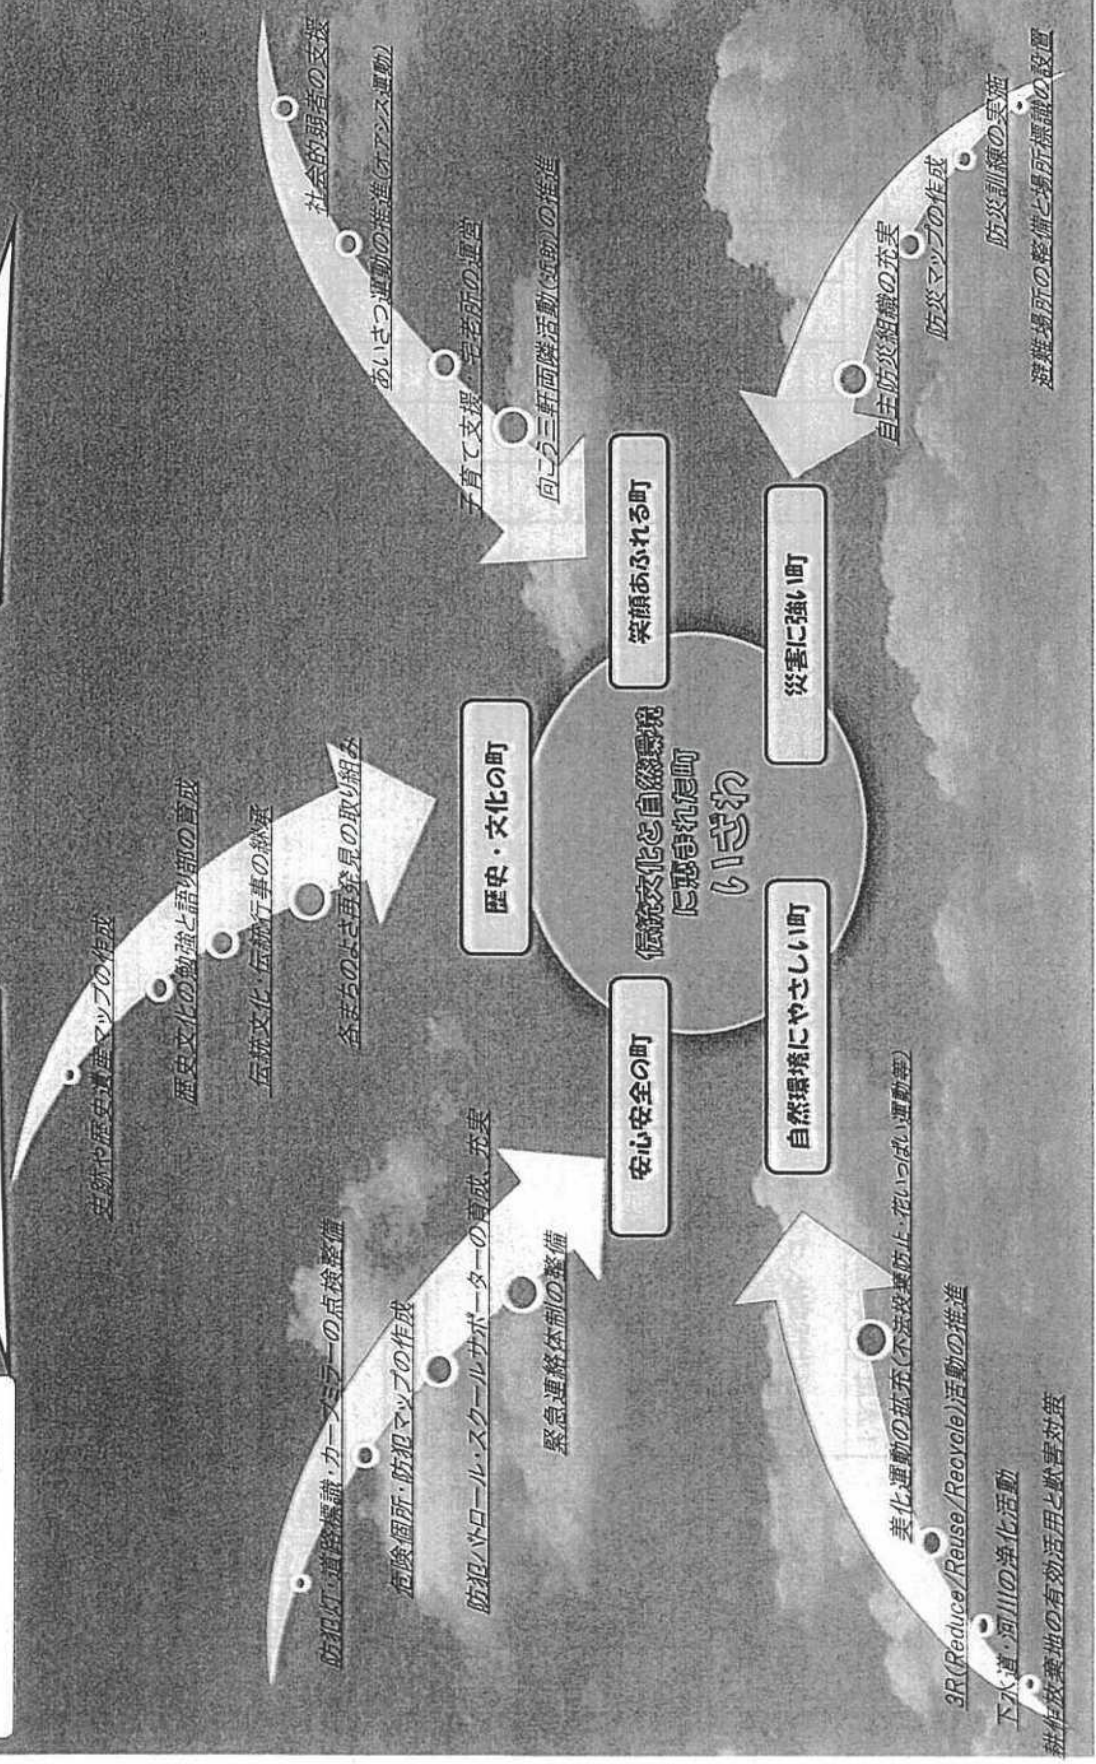 史跡や歴史遺産マップの作成
歴史文化の勉強と語り部の育成
伝統文化・伝統行事の継承
各まちのよさ再発見の取り組み
歴史・文化の町
防犯灯・道路標識・カーブミラーの点検整備
危険個所・防犯マップの作成
防犯パトロール・スクールサポーターの育成、充実
緊急連絡体制の整備
安心安全の町
社会的弱者の支援
あいさつ運動の推進(オアシス運動)
子育て支援・宅老所の運営
向こう三軒両隣活動(近助)の推進
笑顔あふれる町
伝統文化と自然環境
に恵まれた町
いざわ
自然環境にやさしい町
美化運動の拡充(不法投棄防止・花いっぱい運動等)
3R(Reduce/Reuse/Recycle)活動の推進
下水道・河川の浄化活動
耕作放棄地の有効活用と獣害対策
災害に強い町
自主防災組織の充実
防災マップの作成
防災訓練の実施
避難場所の整備と場所標識の設置